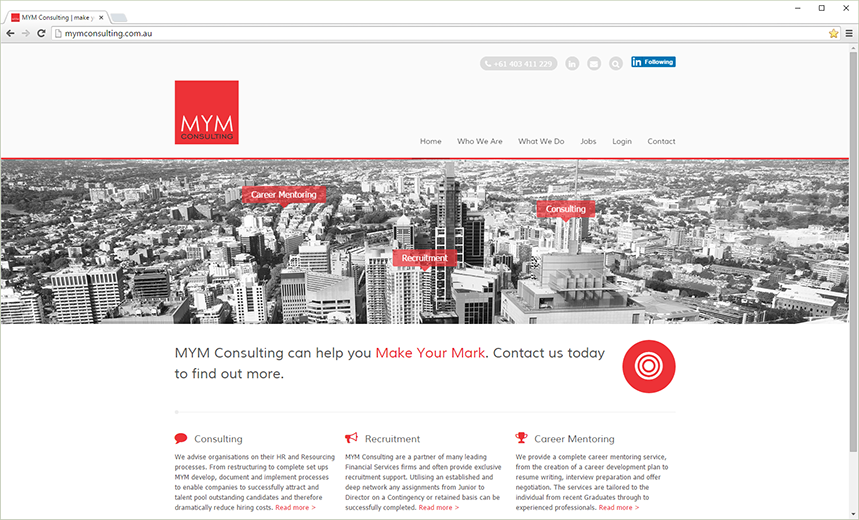 MYM Consulting | make y
mymconsulting.com.au
+61 403 411 229
in
in Following
MYM
CONSULTING
Home Who We Are What We Do Jobs Login Contact
Career Mentoring
Consulting
Recruitment
MYM Consulting can help you Make Your Mark. Contact us today
to find out more.
Consulting
We advise organisations on their HR and Resourcing
processes. From restructuring to complete set ups
MYM develop, document and implement processes
to enable companies to successfully attract and
talent pool outstanding candidates and therefore
dramatically reduce hiring costs. Read more >
Recruitment
MYM Consulting are a partner of many leading
Financial Services firms and often provide exclusive
recruitment support. Utilising an established and
deep network any assignments from Junior to
Director on a Contingency or retained basis can be
successfully completed. Read more >
Career Mentoring
We provide a complete career mentoring service,
from the creation of a career development plan to
resume writing, interview preparation and offer
negotiation. The services are tailored to the
individual from recent Graduates through to
experienced professionals. Read more >